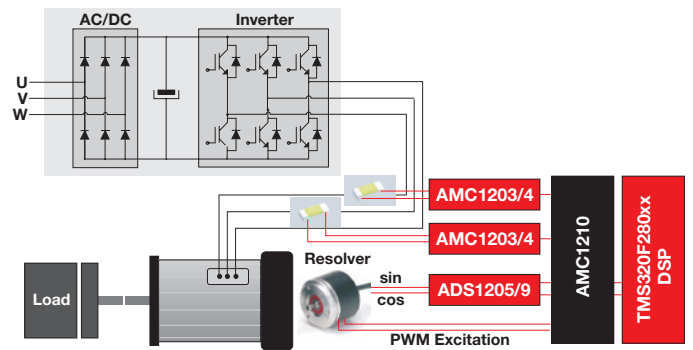 AC/DC
Inverter
U
V
W
AMC1203/4
AMC1203/4
Resolver
sin
cos
ADS1205/9
PWM Excitation
Load
AMC1210
TMS320F280xx
DSP